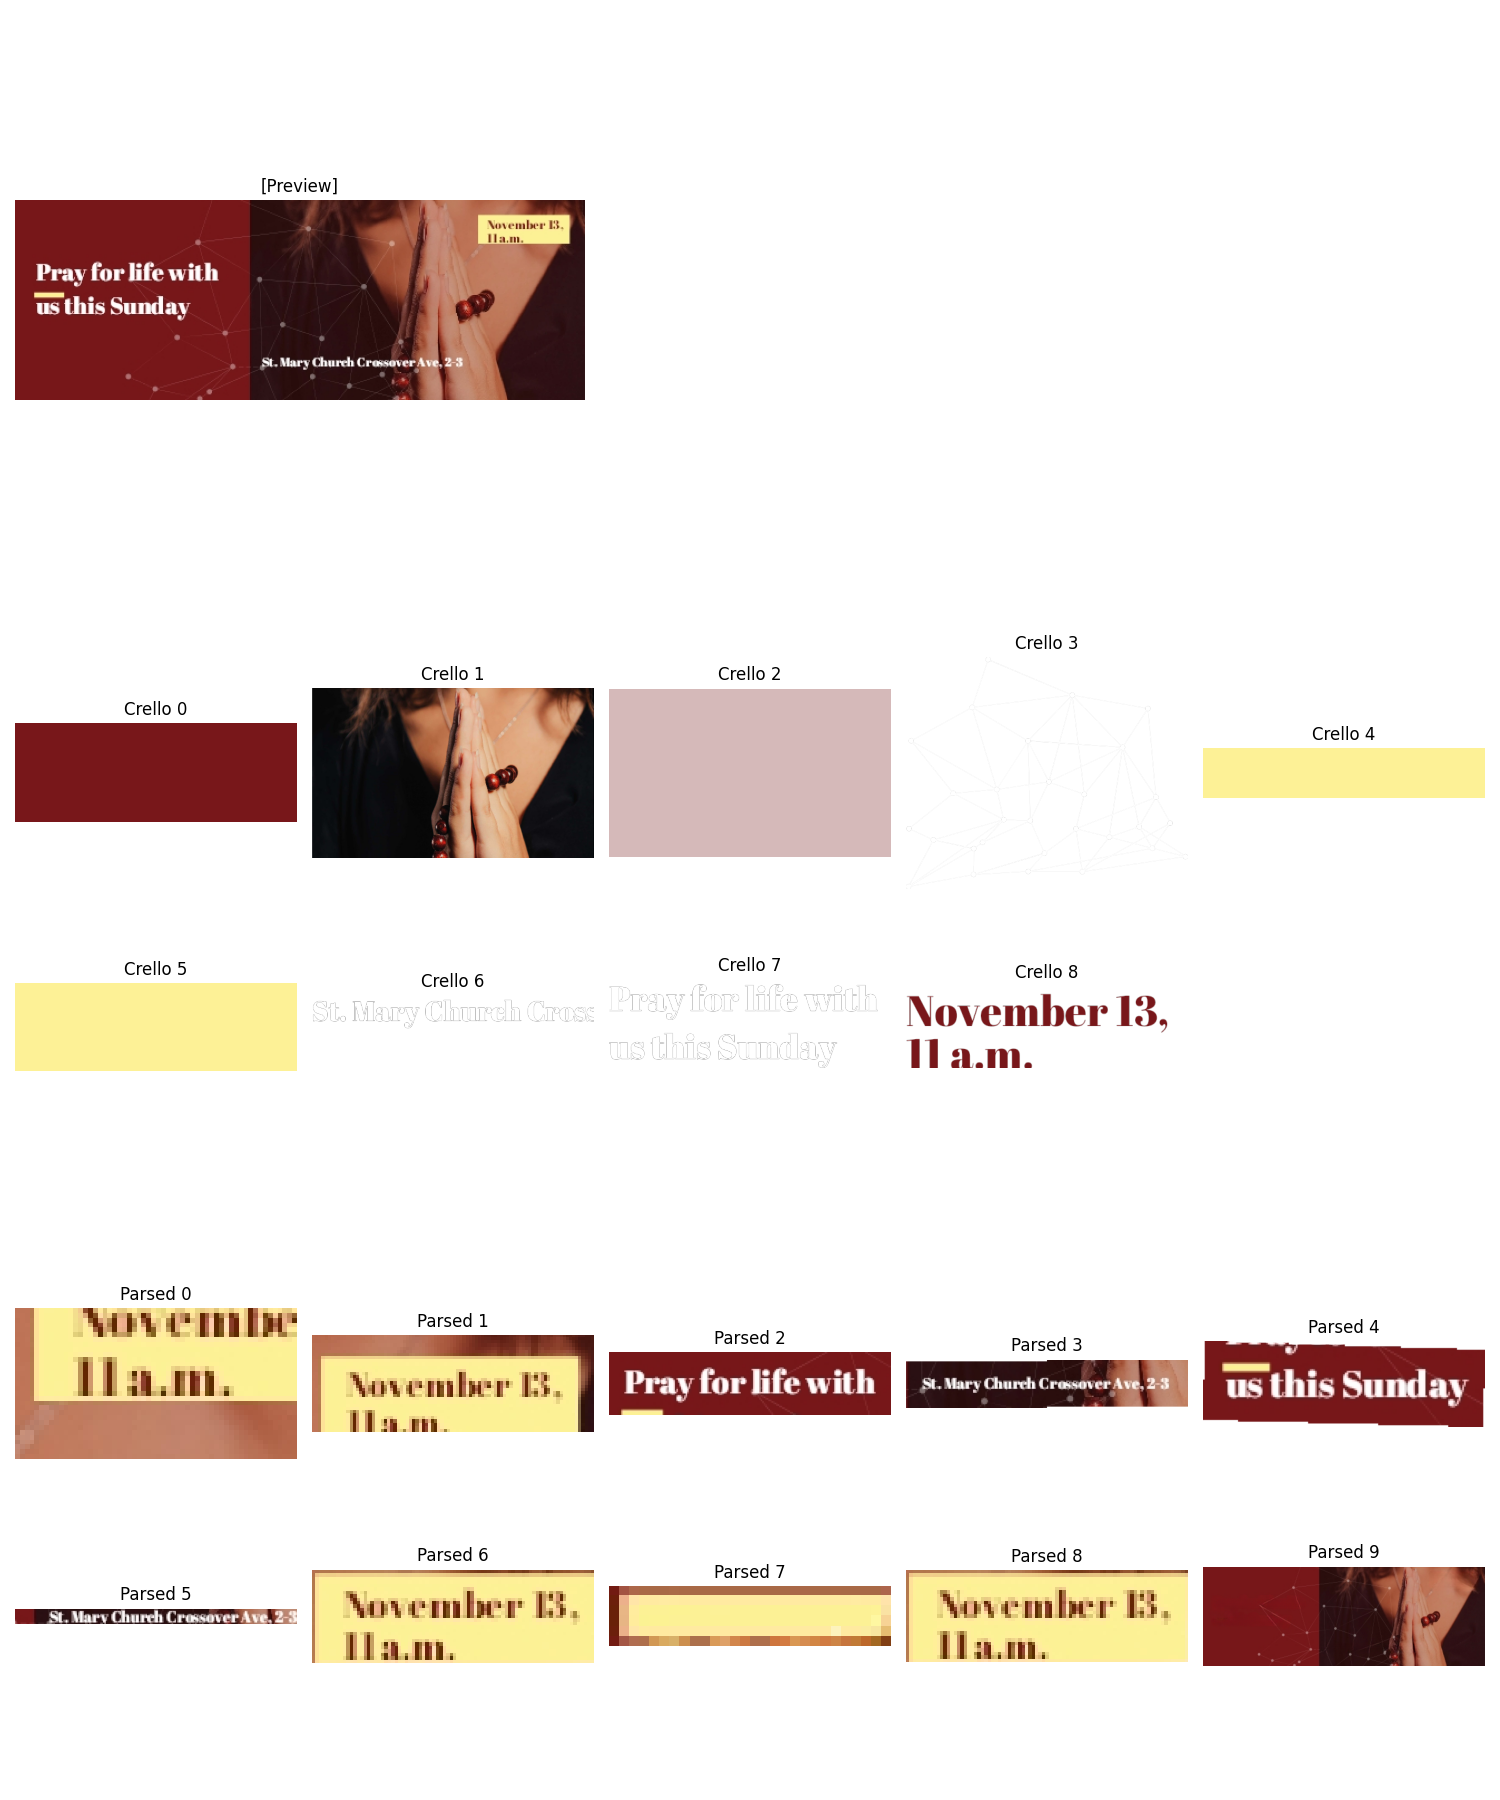 [Preview]
Pray for life with
us this Sunday
November 13,
11 a.m.
St. Mary Church Crossover Ave, 2-3
Crello 0
Crello 1
Crello 2
Crello 3
Crello 4
Crello 5
Crello 6
St. Mary Church Cross
Crello 7
Pray for life with
us this Sunday
Crello 8
November 13,
11 a.m.
Parsed 0
Novembe
11 a.m.
Parsed 1
November 13,
11 a.m.
Parsed 2
Pray for life with
Parsed 3
St. Mary Church Crossover Ave, 2-3
Parsed 4
us this Sunday
Parsed 5
St. Mary Church Crossover Ave, 2-3
Parsed 6
November 13,
11 a.m.
Parsed 7
Parsed 8
November 13,
11 a.m.
Parsed 9